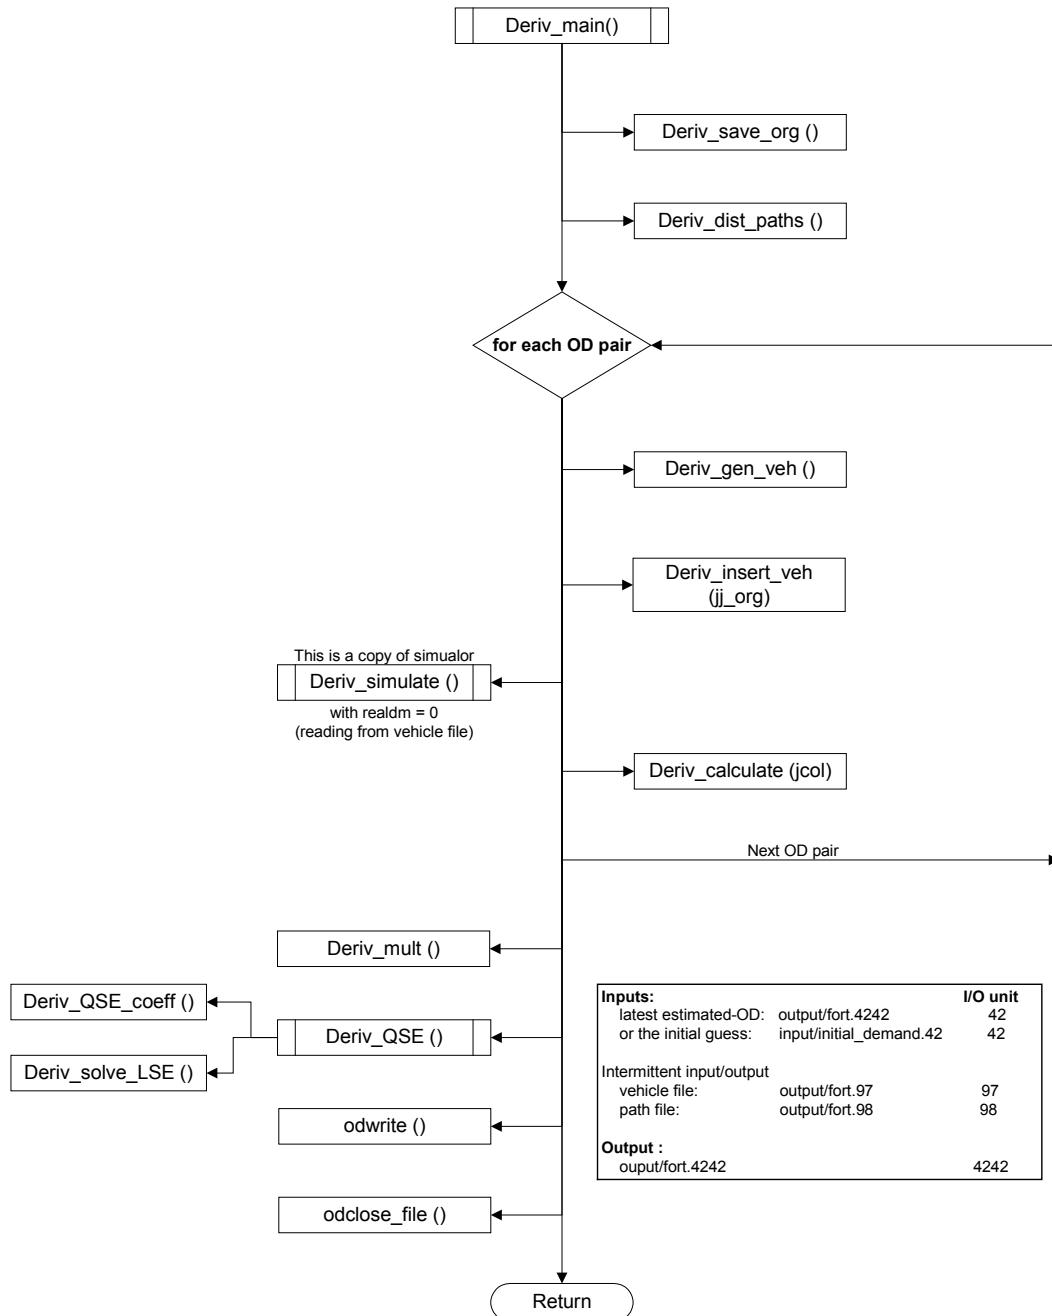 Deriv_main()
Deriv_save_org ()
Deriv_dist_paths ()
for each OD pair
Deriv_gen_veh ()
Deriv_insert_veh
(jj_org)
This is a copy of simualor
Deriv_simulate ()
with realdm = 0
(reading from vehicle file)
Deriv_calculate (jcol)
Next OD pair
Deriv_mult ()
Deriv_QSE_coeff ()
Deriv_QSE ()
Deriv_solve_LSE ()
odwrite ()
odclose_file ()
Inputs: I/O unit
latest estimated-OD: output/fort.4242 42
or the initial guess: input/initial_demand.42 42
Intermittent input/output
vehicle file: output/fort.97 97
path file: output/fort.98 98
Output :
ouput/fort.4242 4242
Return